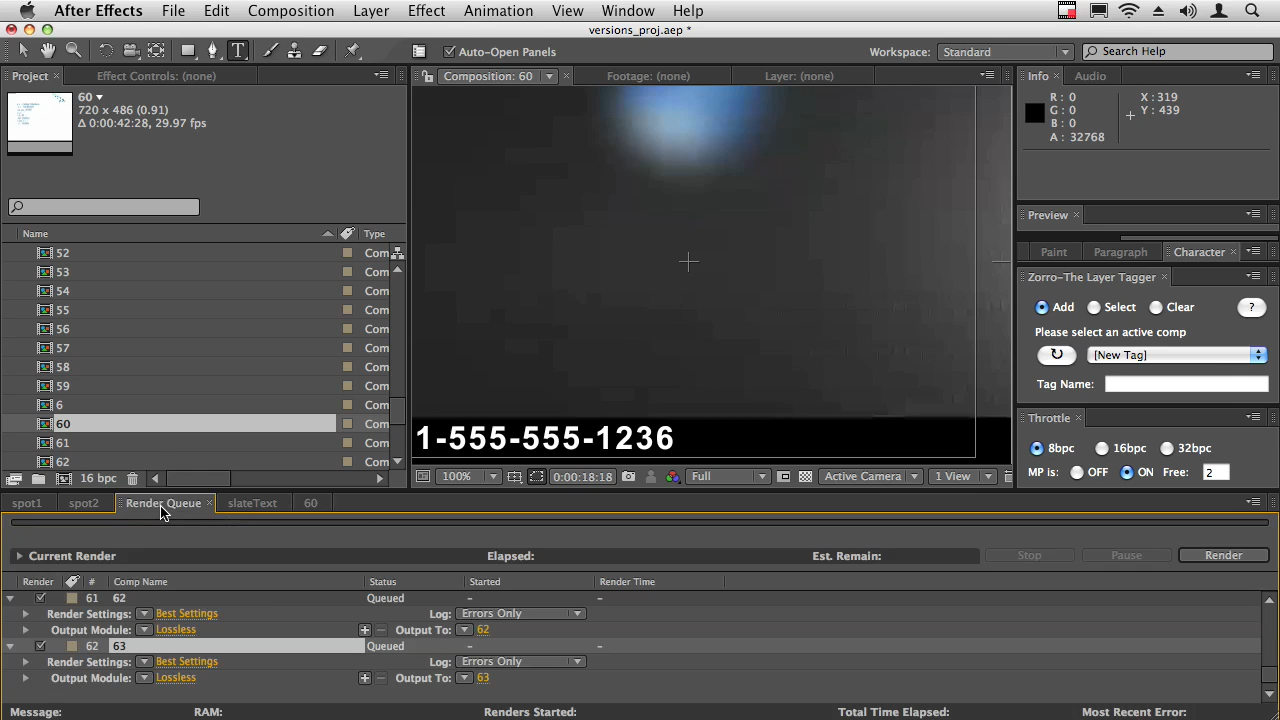 After Effects File Edit Composition Layer Effect Animation View Window Help
versions_proj.aep *
T Auto-Open Panels Workspace: Standard Search Help
Project × Effect Controls: (none) Composition: 60 × Footage: (none) Layer: (none) Info × Audio
60
720 x 486 (0.91)
Δ 0:00:42:28, 29.97 fps
R: 0 X: 319
G: 0 Y: 439
B: 0
A: 32768
Preview ×
Name Type
52 Com
53 Com
54 Com
55 Com
56 Com
57 Com
58 Com
59 Com
6 Com
60 Com
61 Com
62 Com
16 bpc
1-555-555-1236
100% 0:00:18:18 Full Active Camera 1 View
Paint Paragraph Character ×
Zorro-The Layer Tagger ×
Add Select Clear ?
Please select an active comp
[New Tag]
Tag Name:
Throttle ×
8bpc 16bpc 32bpc
MP is: OFF ON Free: 2
spot1 spot2 Render Queue × slateText 60
Current Render Elapsed: Est. Remain: Stop Pause Render
Render # Comp Name Status Started Render Time
61 62 Queued – –
Render Settings: Best Settings Log: Errors Only
Output Module: Lossless Output To: 62
62 63 Queued – –
Render Settings: Best Settings Log: Errors Only
Output Module: Lossless Output To: 63
Message: RAM: Renders Started: Total Time Elapsed: Most Recent Error: